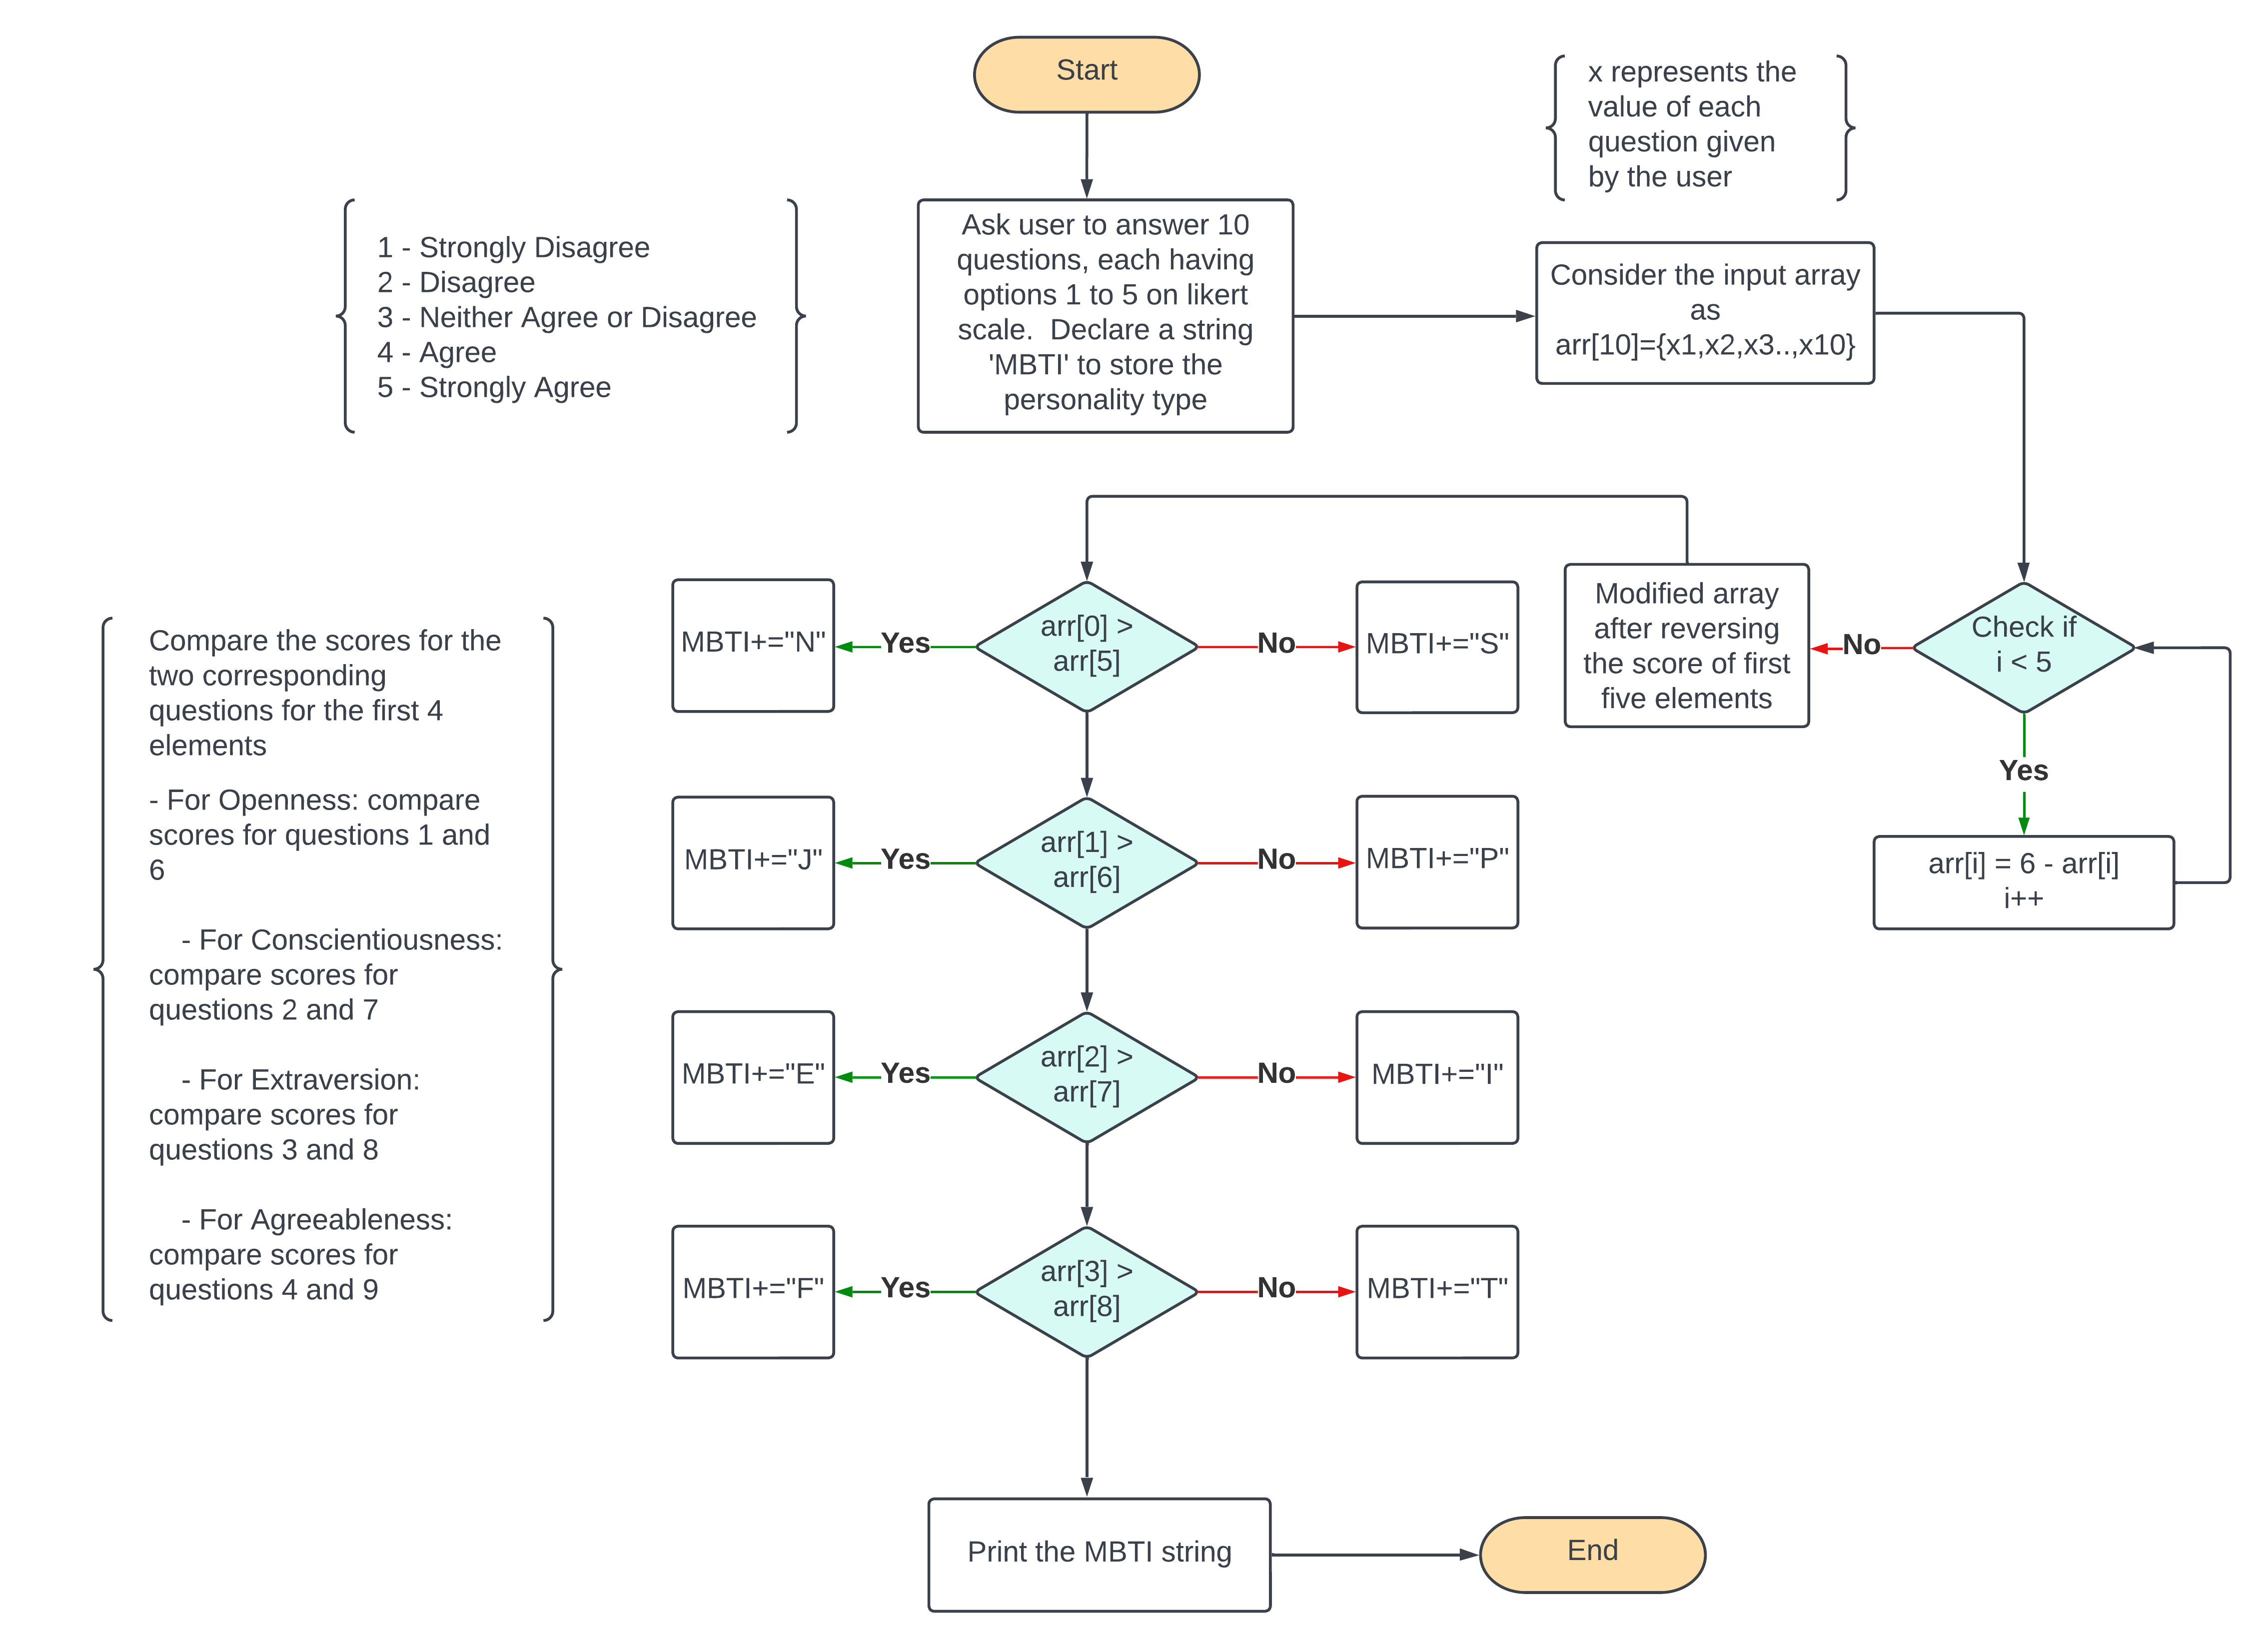 Start
x represents the
value of each
question given
by the user
1 - Strongly Disagree
2 - Disagree
3 - Neither Agree or Disagree
4 - Agree
5 - Strongly Agree
Ask user to answer 10
questions, each having
options 1 to 5 on likert
scale.  Declare a string
'MBTI' to store the
personality type
Consider the input array
as
arr[10]={x1,x2,x3..,x10}
Check if
i < 5
No
Yes
arr[i] = 6 - arr[i]
i++
Modified array
after reversing
the score of first
five elements
Compare the scores for the
two corresponding
questions for the first 4
elements
- For Openness: compare
scores for questions 1 and
6
- For Conscientiousness:
compare scores for
questions 2 and 7
- For Extraversion:
compare scores for
questions 3 and 8
- For Agreeableness:
compare scores for
questions 4 and 9
arr[0] >
arr[5]
Yes
MBTI+="N"
No
MBTI+="S"
arr[1] >
arr[6]
Yes
MBTI+="J"
No
MBTI+="P"
arr[2] >
arr[7]
Yes
MBTI+="E"
No
MBTI+="I"
arr[3] >
arr[8]
Yes
MBTI+="F"
No
MBTI+="T"
Print the MBTI string
End